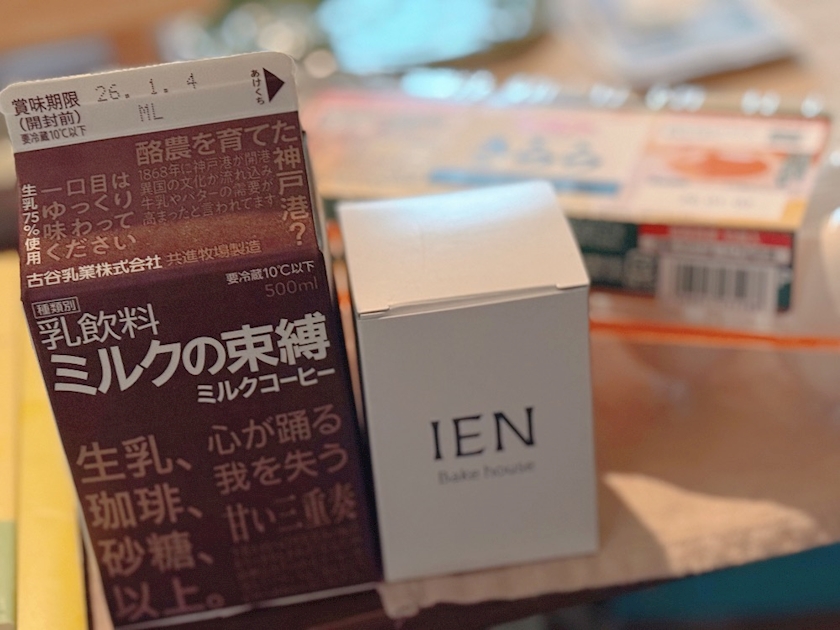 賞味期限
(開封前)
要冷蔵10℃以下
26. 1. 4
ML
あけくち
酪農を育てた
神戸港?
1868年に神戸港が開港
異国の文化が流れ込み
牛乳やバターの需要が
高まったと言われてます。
生乳75%使用
一口目は
ゆっくり
味わって
ください
古谷乳業株式会社 共進牧場製造
要冷蔵10℃以下
500ml
種類別
乳飲料
ミルクの束縛
ミルクコーヒー
生乳、
珈琲、
砂糖、
以上。
心が踊る
我を失う
甘い三重奏
IEN
Bake house